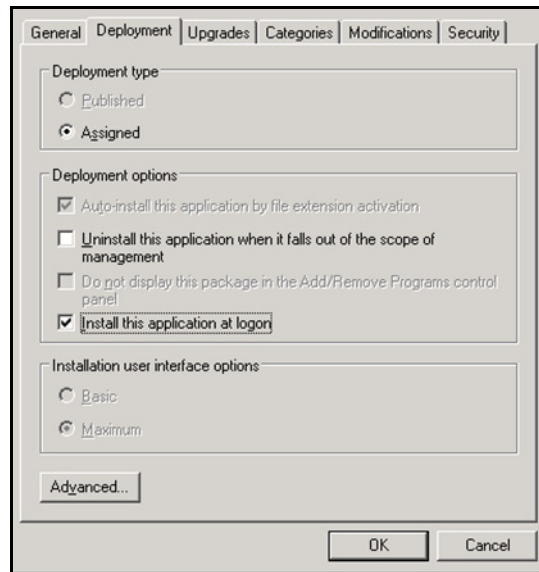 General Deployment Upgrades Categories Modifications Security
Deployment type
Published
Assigned
Deployment options
Auto-install this application by file extension activation
Uninstall this application when it falls out of the scope of
management
Do not display this package in the Add/Remove Programs control
panel
Install this application at logon
Installation user interface options
Basic
Maximum
Advanced...
OK Cancel